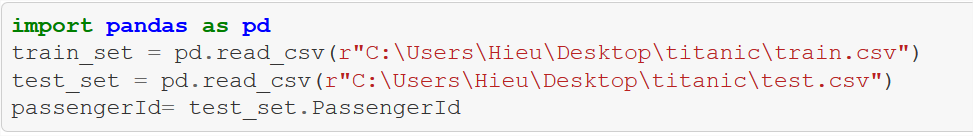 import pandas as pd
train_set = pd.read_csv(r"C:\Users\Hieu\Desktop\titanic\train.csv")
test_set = pd.read_csv(r"C:\Users\Hieu\Desktop\titanic\test.csv")
passengerId= test_set.PassengerId